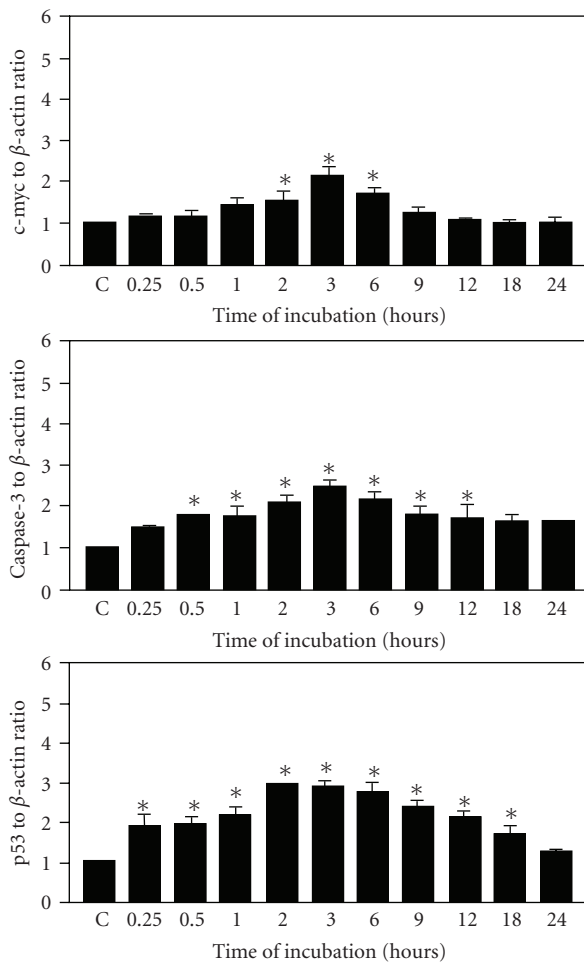 c-myc to β-actin ratio
6
5
4
3
2
1
0
* * *
C 0.25 0.5 1 2 3 6 9 12 18 24
Time of incubation (hours)
Caspase-3 to β-actin ratio
6
5
4
3
2
1
0
* * * * * * *
C 0.25 0.5 1 2 3 6 9 12 18 24
Time of incubation (hours)
p53 to β-actin ratio
6
5
4
3
2
1
0
* * * * * * * * *
C 0.25 0.5 1 2 3 6 9 12 18 24
Time of incubation (hours)